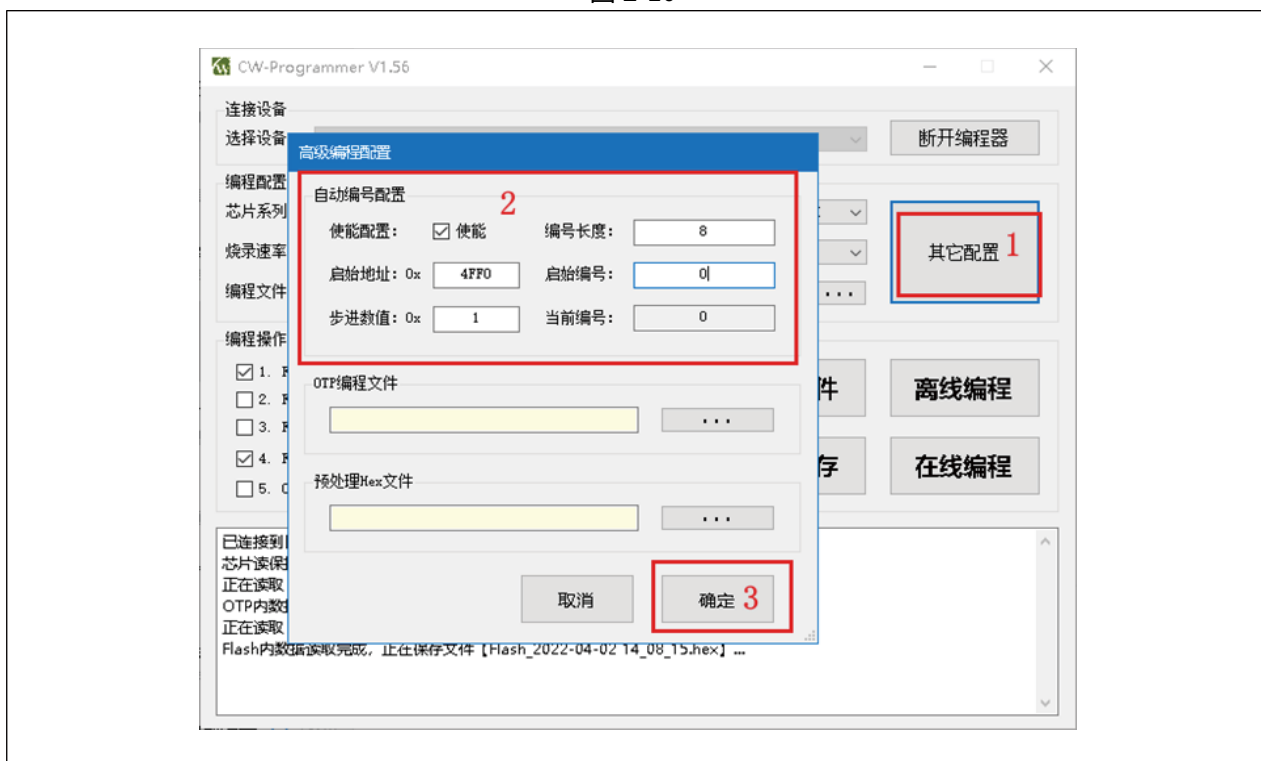 CW-Programmer V1.56
连接设备
选择设备
断开编程器
高级编程配置
编程配置
自动编号配置
2
芯片系列
使能配置:
使能
编号长度:
8
烧录速率
其它配置 1
启始地址: 0x
4FF0
启始编号:
0
编程文件
...
步进数值: 0x
1
当前编号:
0
编程操作
1.
OTP编程文件
件
离线编程
2.
...
3.
4.
存
在线编程
预处理Hex文件
5.
...
已连接到
芯片读保
正在读取
取消
确定 3
OTP内数
正在读取
Flash内数据读取完成, 正在保存文件【Flash_2022-04-02 14_08_15.hex】...